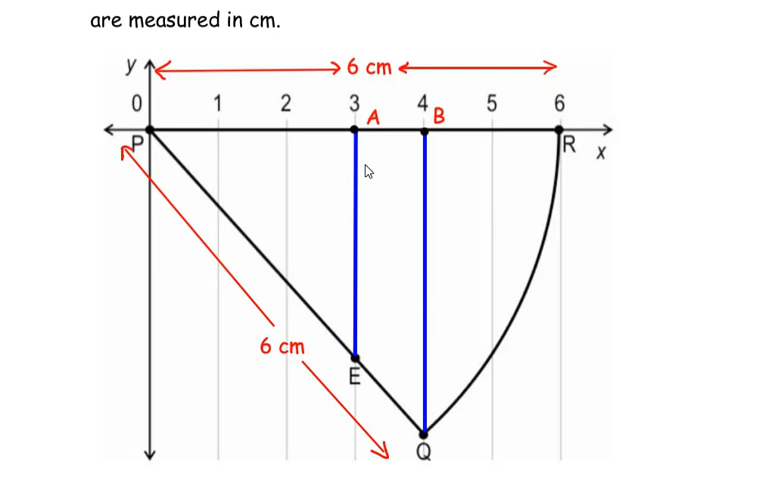 are measured in cm.
y
6 cm
0 1 2 3 4 5 6
A B
P R x
6 cm
E
Q